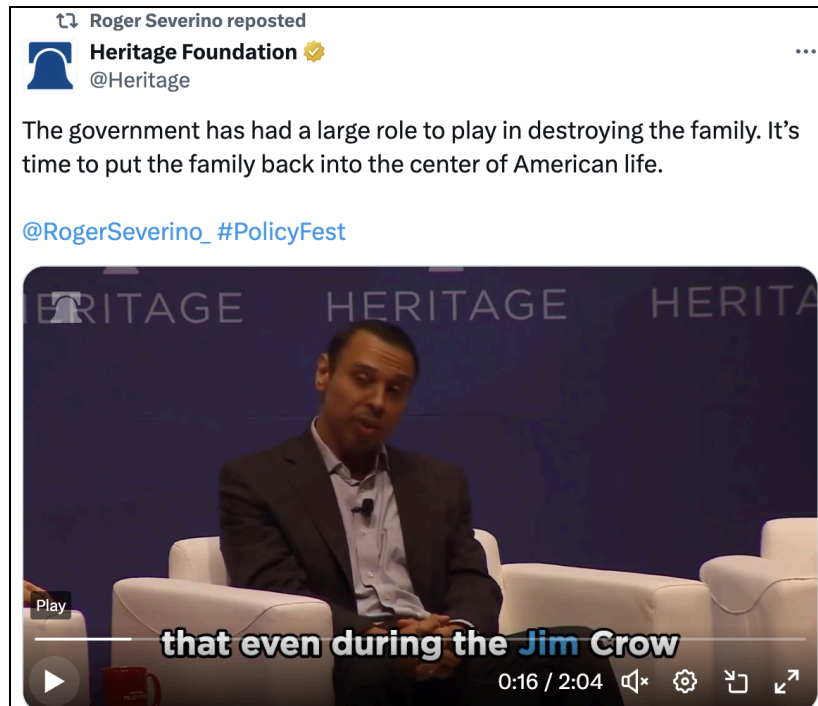 Roger Severino reposted
Heritage Foundation
@Heritage
The government has had a large role to play in destroying the family. It’s
time to put the family back into the center of American life.
@RogerSeverino_ #PolicyFest
ERITAGE HERITAGE HERITA
Play
that even during the Jim Crow
0:16 / 2:04